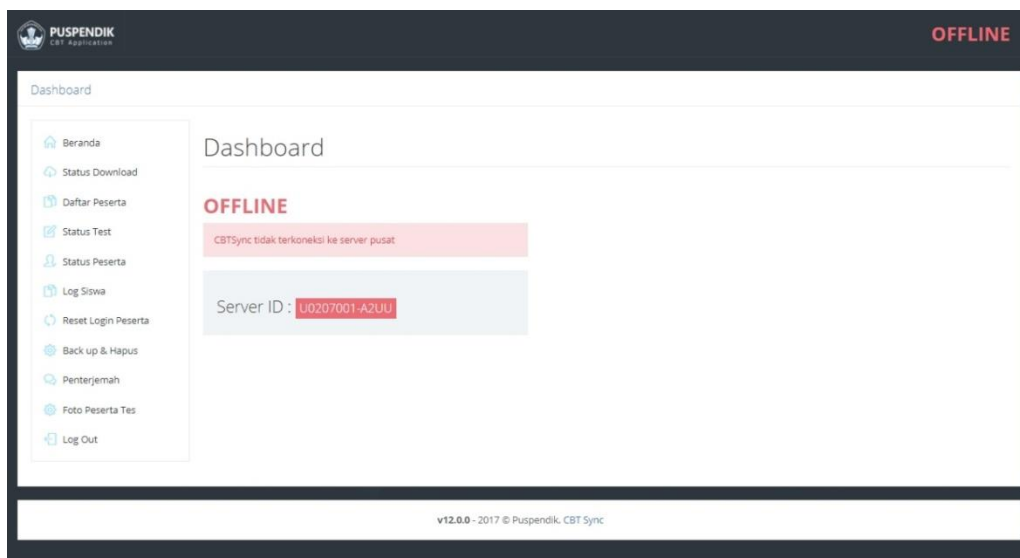 PUSPENDIK
CBT Application
OFFLINE
Dashboard
Beranda
Status Download
Daftar Peserta
Status Test
Status Peserta
Log Siswa
Reset Login Peserta
Back up & Hapus
Penterjemah
Foto Peserta Tes
Log Out
Dashboard
OFFLINE
CBTSync tidak terkoneksi ke server pusat
Server ID : U0207001-A2UU
v12.0.0 - 2017 © Puspendik. CBT Sync